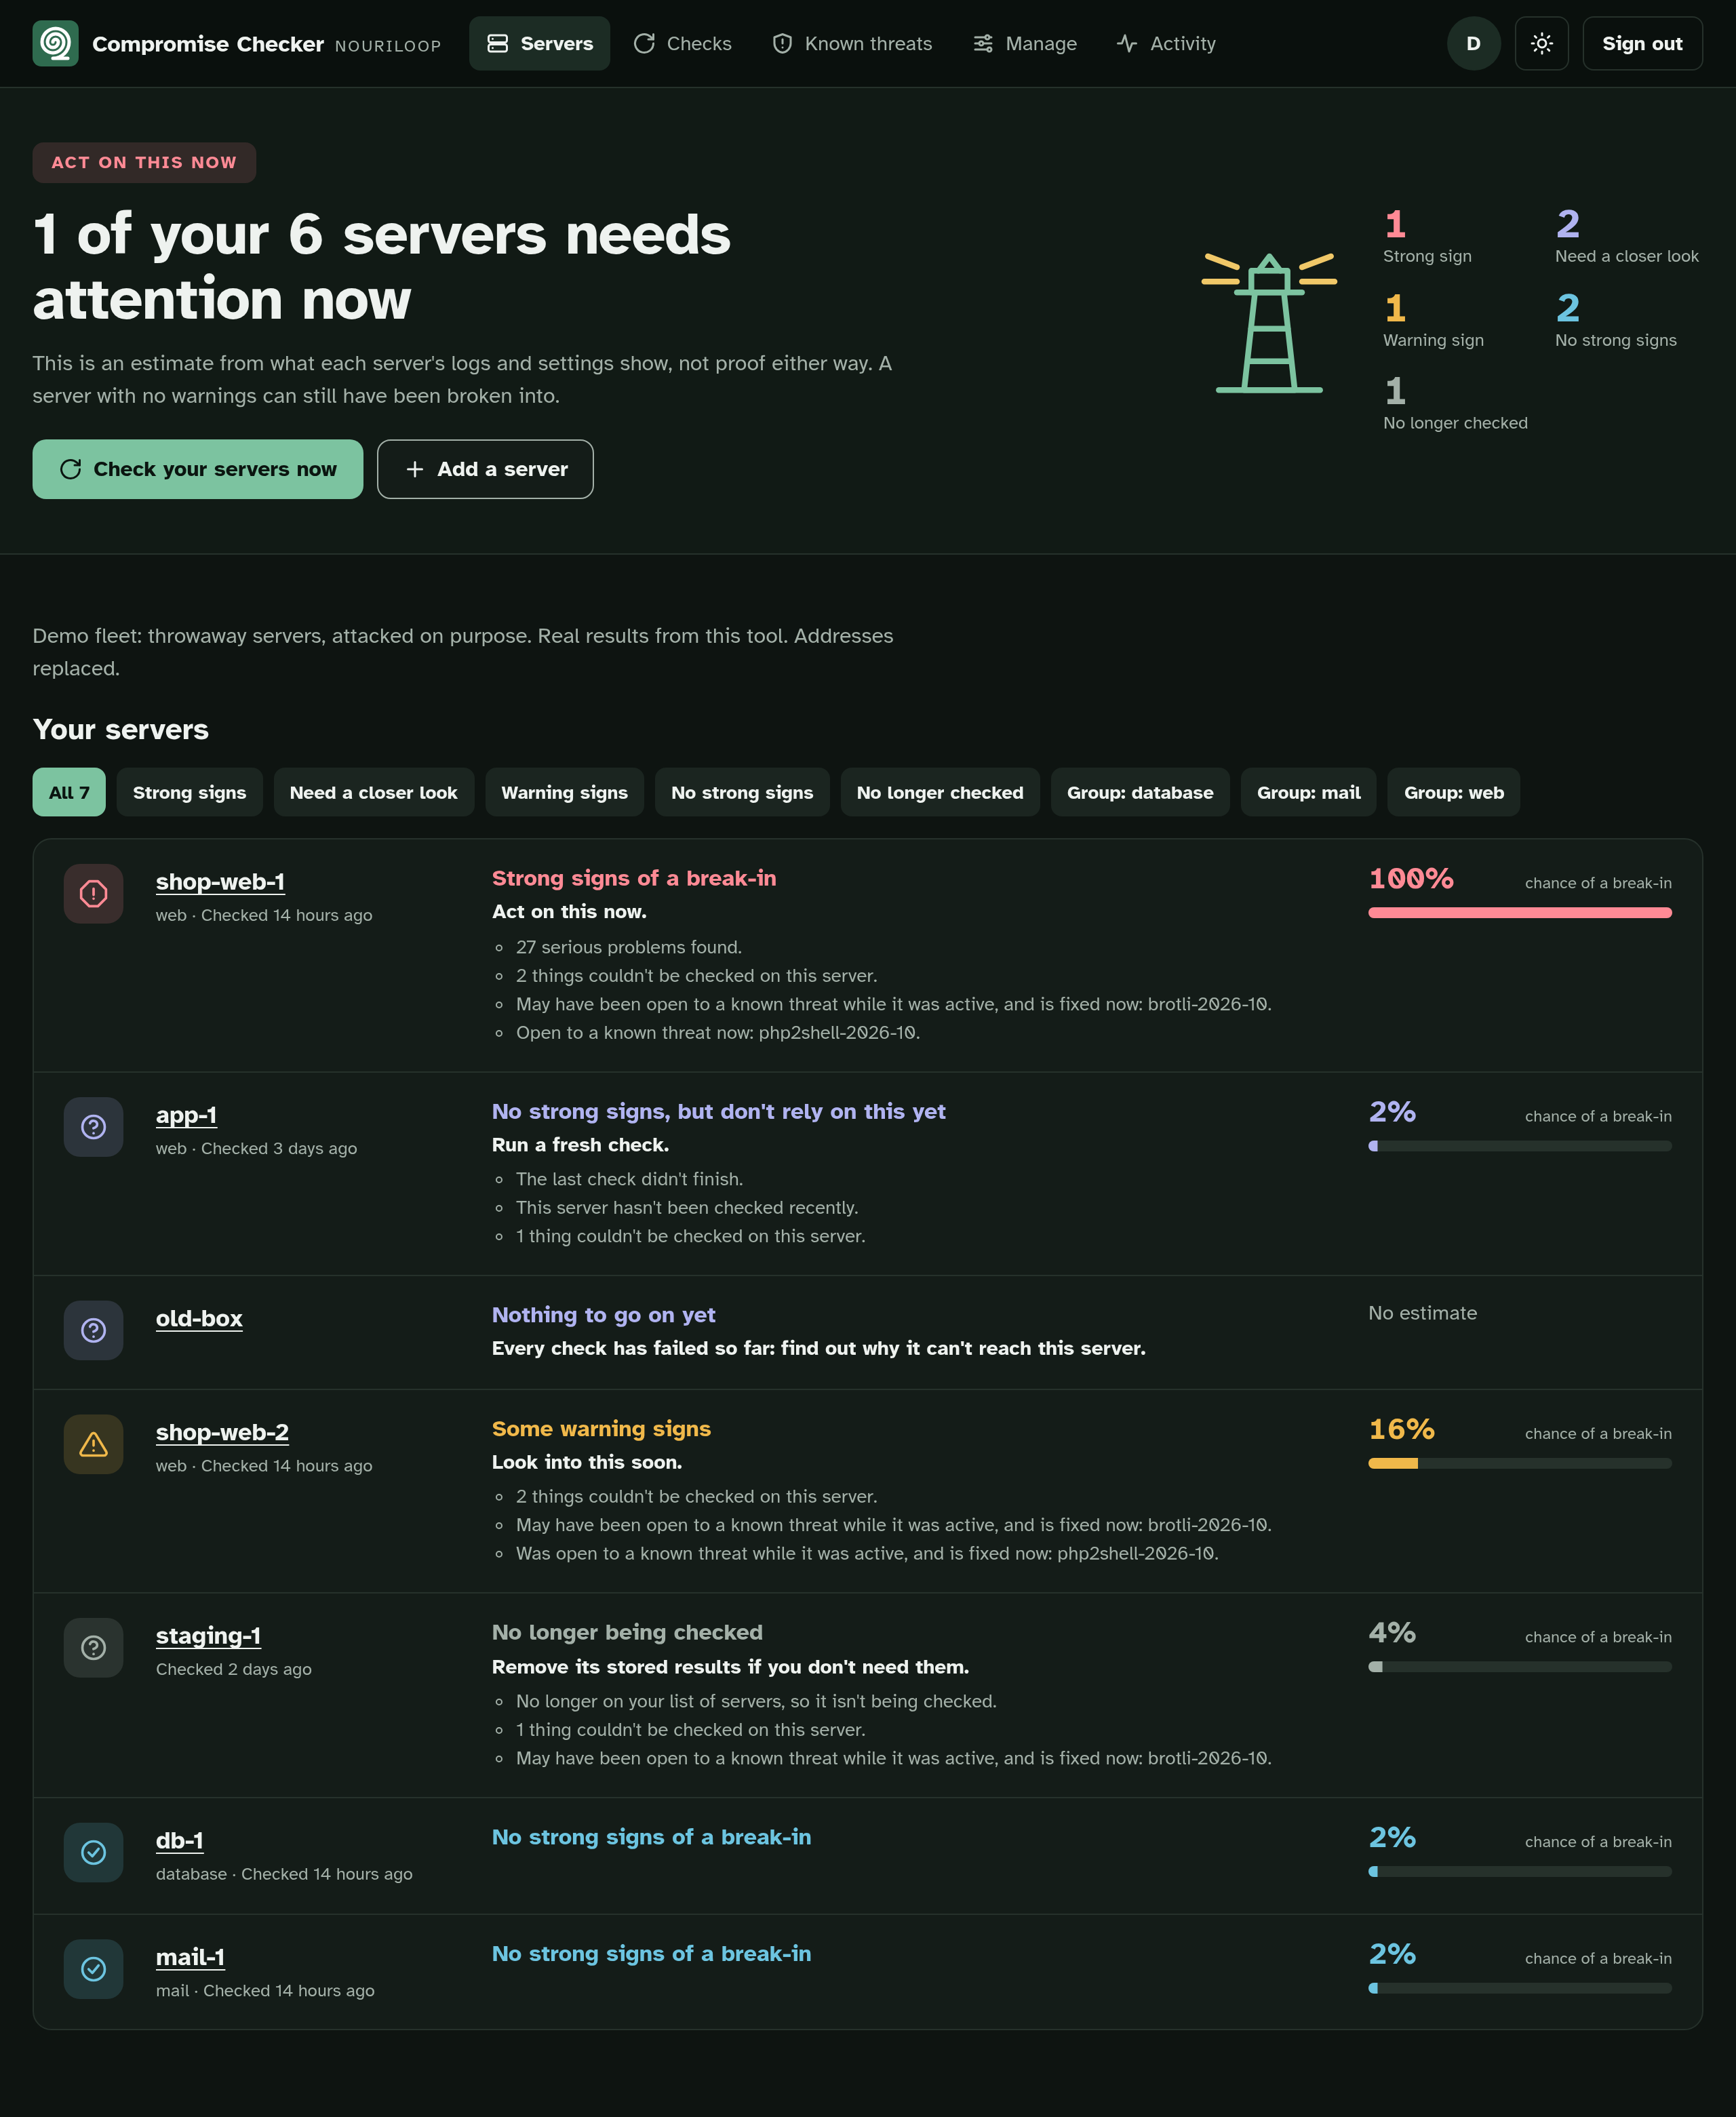 Compromise Checker NOURILOOP
Servers
Checks
Known threats
Manage
Activity
D
Sign out
ACT ON THIS NOW
1 of your 6 servers needs
attention now
This is an estimate from what each server's logs and settings show, not proof either way. A
server with no warnings can still have been broken into.
Check your servers now
Add a server
1
Strong sign
2
Need a closer look
1
Warning sign
2
No strong signs
1
No longer checked
Demo fleet: throwaway servers, attacked on purpose. Real results from this tool. Addresses
replaced.
Your servers
All 7
Strong signs
Need a closer look
Warning signs
No strong signs
No longer checked
Group: database
Group: mail
Group: web
shop-web-1
web · Checked 14 hours ago
Strong signs of a break-in
Act on this now.
27 serious problems found.
2 things couldn't be checked on this server.
May have been open to a known threat while it was active, and is fixed now: brotli-2026-10.
Open to a known threat now: php2shell-2026-10.
100%
chance of a break-in
app-1
web · Checked 3 days ago
No strong signs, but don't rely on this yet
Run a fresh check.
The last check didn't finish.
This server hasn't been checked recently.
1 thing couldn't be checked on this server.
2%
chance of a break-in
old-box
Nothing to go on yet
Every check has failed so far: find out why it can't reach this server.
No estimate
shop-web-2
web · Checked 14 hours ago
Some warning signs
Look into this soon.
2 things couldn't be checked on this server.
May have been open to a known threat while it was active, and is fixed now: brotli-2026-10.
Was open to a known threat while it was active, and is fixed now: php2shell-2026-10.
16%
chance of a break-in
staging-1
Checked 2 days ago
No longer being checked
Remove its stored results if you don't need them.
No longer on your list of servers, so it isn't being checked.
1 thing couldn't be checked on this server.
May have been open to a known threat while it was active, and is fixed now: brotli-2026-10.
4%
chance of a break-in
db-1
database · Checked 14 hours ago
No strong signs of a break-in
2%
chance of a break-in
mail-1
mail · Checked 14 hours ago
No strong signs of a break-in
2%
chance of a break-in